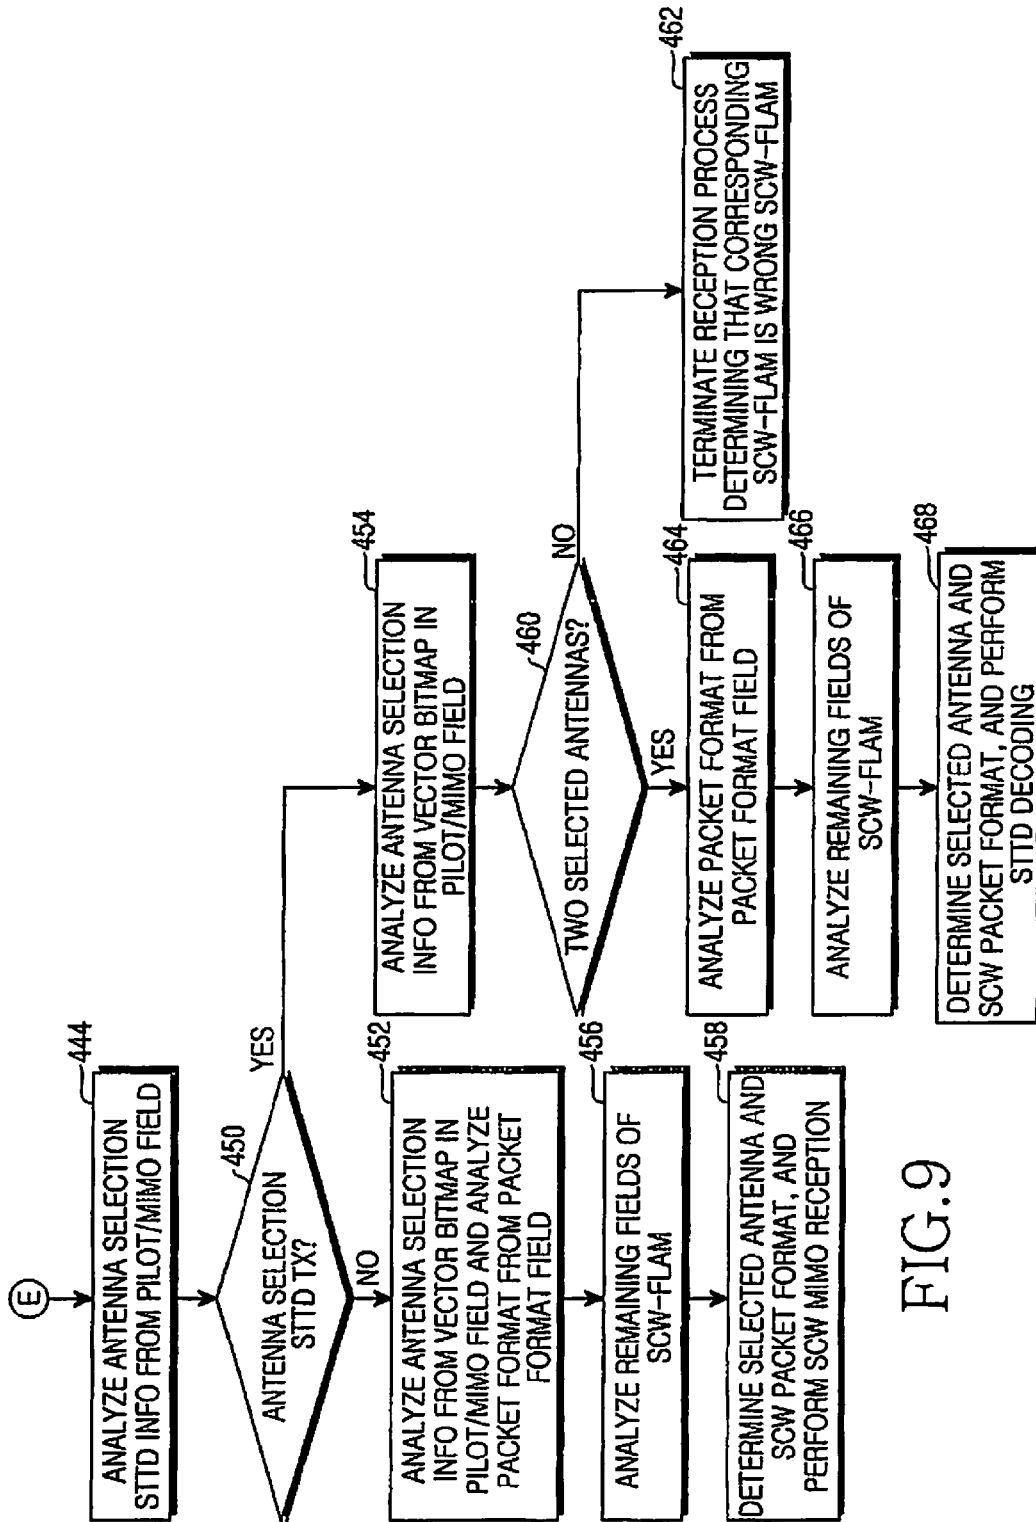 E
444
ANALYZE ANTENNA SELECTION
STTD INFO FROM PILOT/MIMO FIELD
450
ANTENNA SELECTION
STTD TX?
YES
NO
452
ANALYZE ANTENNA SELECTION
INFO FROM VECTOR BITMAP IN
PILOT/MIMO FIELD AND ANALYZE
PACKET FORMAT FROM PACKET
FORMAT FIELD
456
ANALYZE REMAINING FIELDS OF
SCW-FLAM
458
DETERMINE SELECTED ANTENNA AND
SCW PACKET FORMAT, AND
PERFORM SCW MIMO RECEPTION
454
ANALYZE ANTENNA SELECTION
INFO FROM VECTOR BITMAP IN
PILOT/MIMO FIELD
460
TWO SELECTED ANTENNAS?
NO
YES
464
ANALYZE PACKET FORMAT FROM
PACKET FORMAT FIELD
466
ANALYZE REMAINING FIELDS OF
SCW-FLAM
468
DETERMINE SELECTED ANTENNA AND
SCW PACKET FORMAT, AND PERFORM
STTD DECODING
462
TERMINATE RECEPTION PROCESS
DETERMINING THAT CORRESPONDING
SCW-FLAM IS WRONG SCW-FLAM
FIG.9